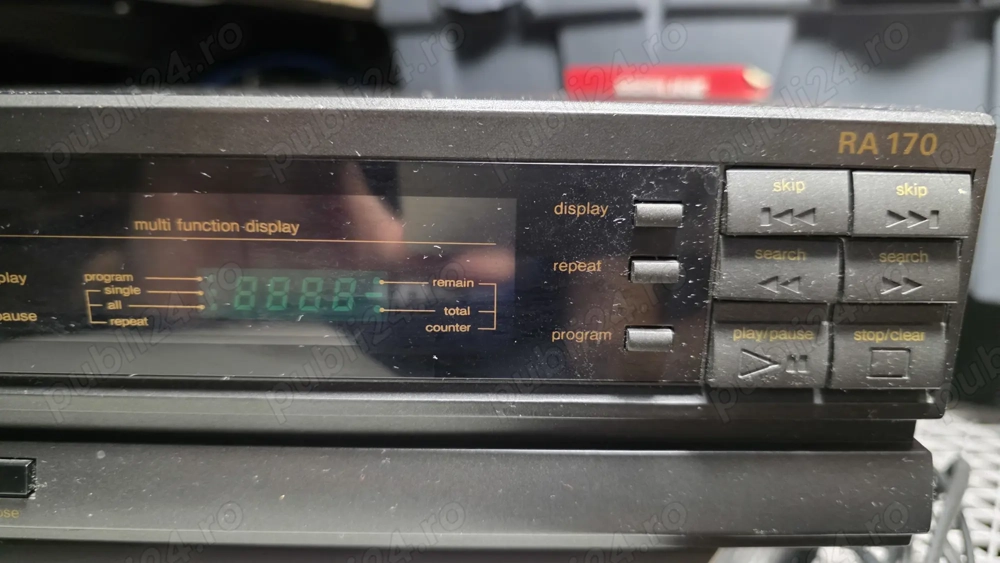 RA 170
skip
skip
display
multi function display
search
search
repeat
play
program
single
all
repeat
8888
remain
total
counter
pause
program
play/pause
stop/clear
publi24.ro